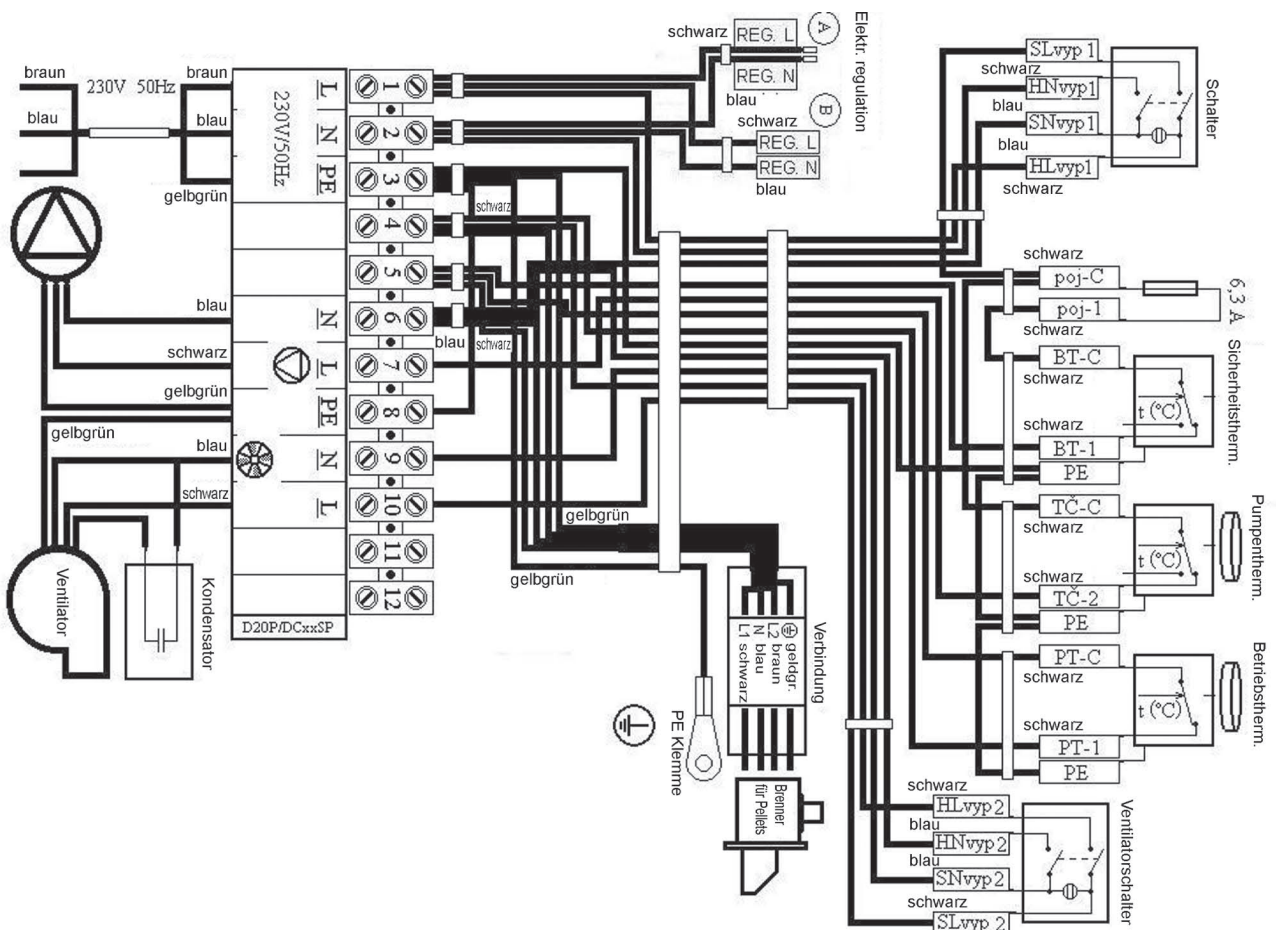 braun
braun
230V 50Hz
blau
blau
gelbgrün
230V/50Hz
L
N
PE
N
L
PE
N
L
D20P/DCxxSP
1
2
3
4
5
6
7
8
9
10
11
12
blau
schwarz
gelbgrün
gelbgrün
blau
schwarz
Ventilator
Kondensator
schwarz
REG. L
A
REG. N
blau
Elektr. regulation
B
schwarz
REG. L
REG. N
blau
schwarz
blau
schwarz
gelbgrün
gelbgrün
PE Klemme
L1 schwarz
N blau
L2 braun
geldgr.
Verbindung
Brenner
für Pellets
SLvyp 1
schwarz
HNvyp1
blau
SNvyp1
blau
HLvyp1
schwarz
Schalter
schwarz
poj-C
poj-1
schwarz
6,3 A
BT-C
schwarz
t (°C)
schwarz
BT-1
PE
Sicherheitstherm.
TČ-C
schwarz
t (°C)
schwarz
TČ-2
PE
Pumpentherm.
PT-C
schwarz
t (°C)
schwarz
PT-1
PE
Betriebstherm.
schwarz
HLvyp 2
blau
HNvyp 2
blau
SNvyp 2
schwarz
SLvyp 2
Ventilatorschalter